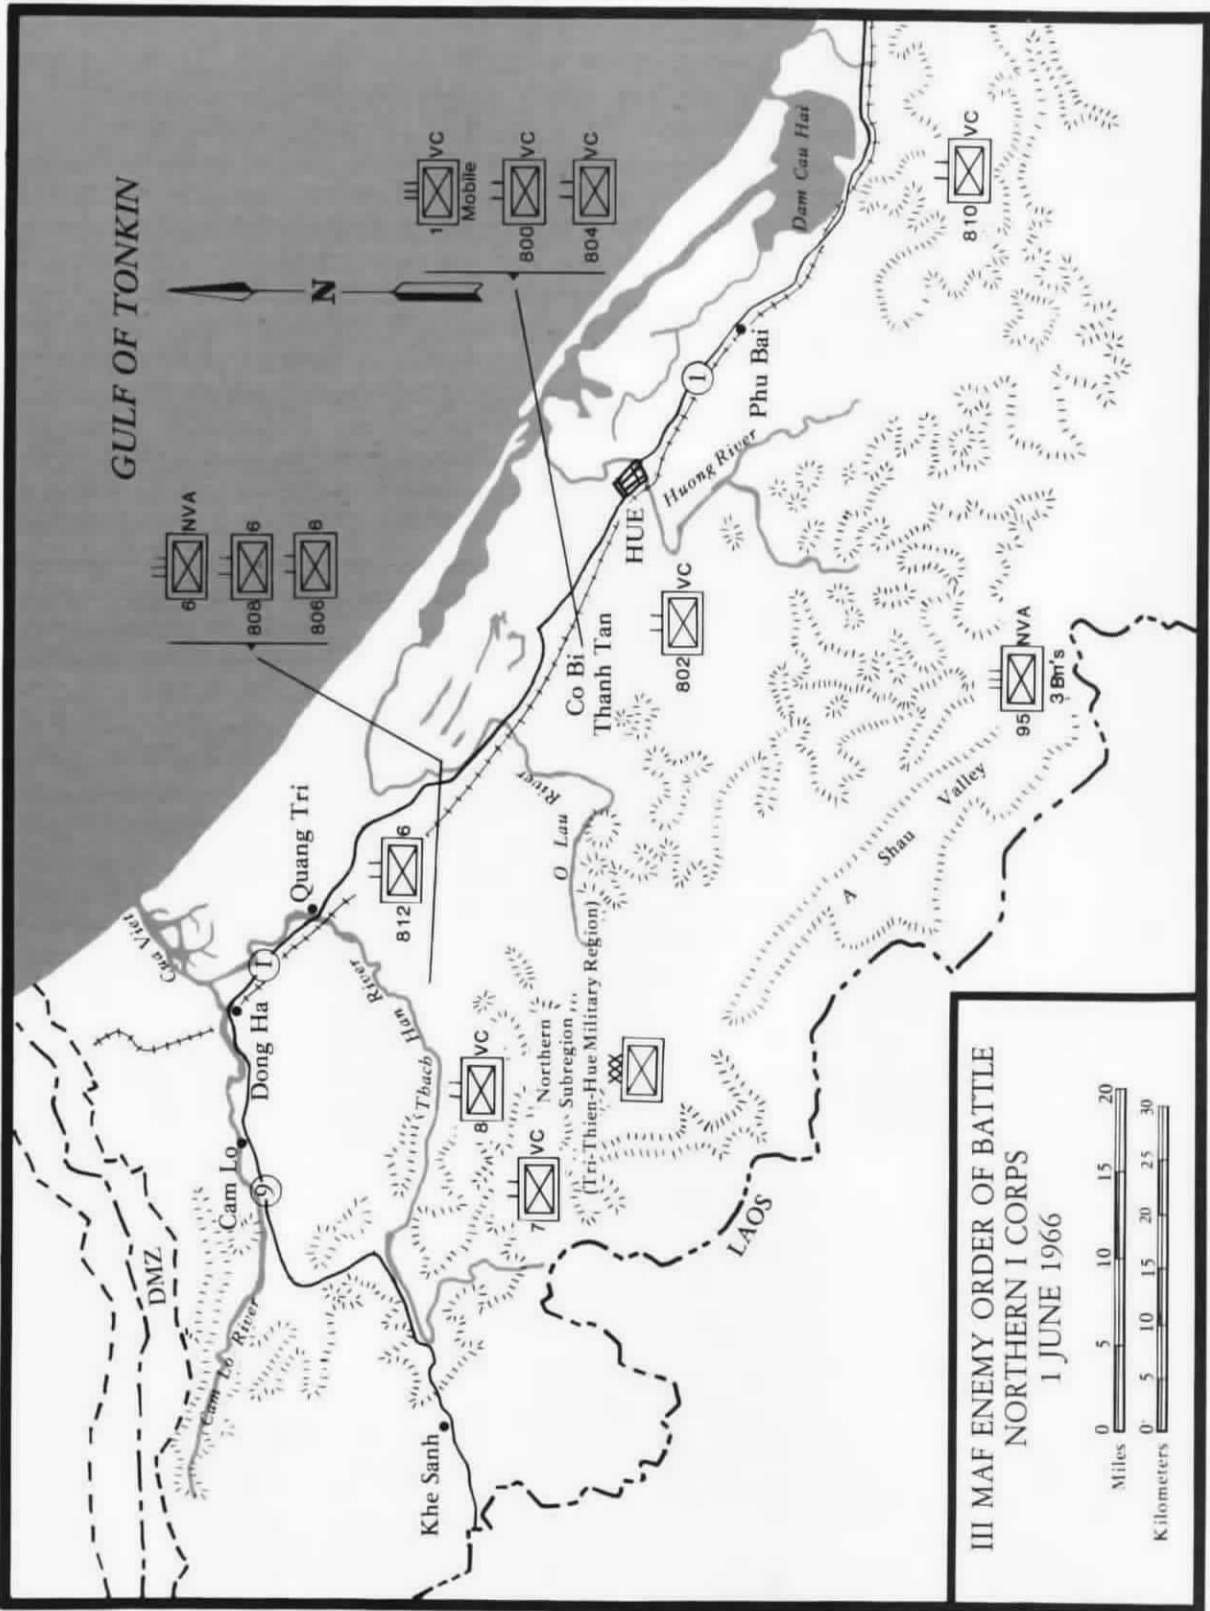 GULF OF TONKIN
N
DMZ
LAOS
6 NVA
808 6
806 6
812 6
1 VC
Mobile
800 VC
804 VC
802 VC
810 VC
8 VC
7 VC
95 NVA
3 Bn's
XXX
Northern
Subregion
(Tri-Thien-Hue Military Region)
Cua Viet
Quang Tri
1
Dong Ha
Cam Lo
9
Cam Lo River
Khe Sanh
Thach Han River
O Lau River
Co Bi
Thanh Tan
HUE
Huong River
1
Phu Bai
Dam Cau Hai
A Shau Valley
III MAF ENEMY ORDER OF BATTLE
NORTHERN I CORPS
1 JUNE 1966
0 5 10 15 20
Miles
0 5 10 15 20 25 30
Kilometers